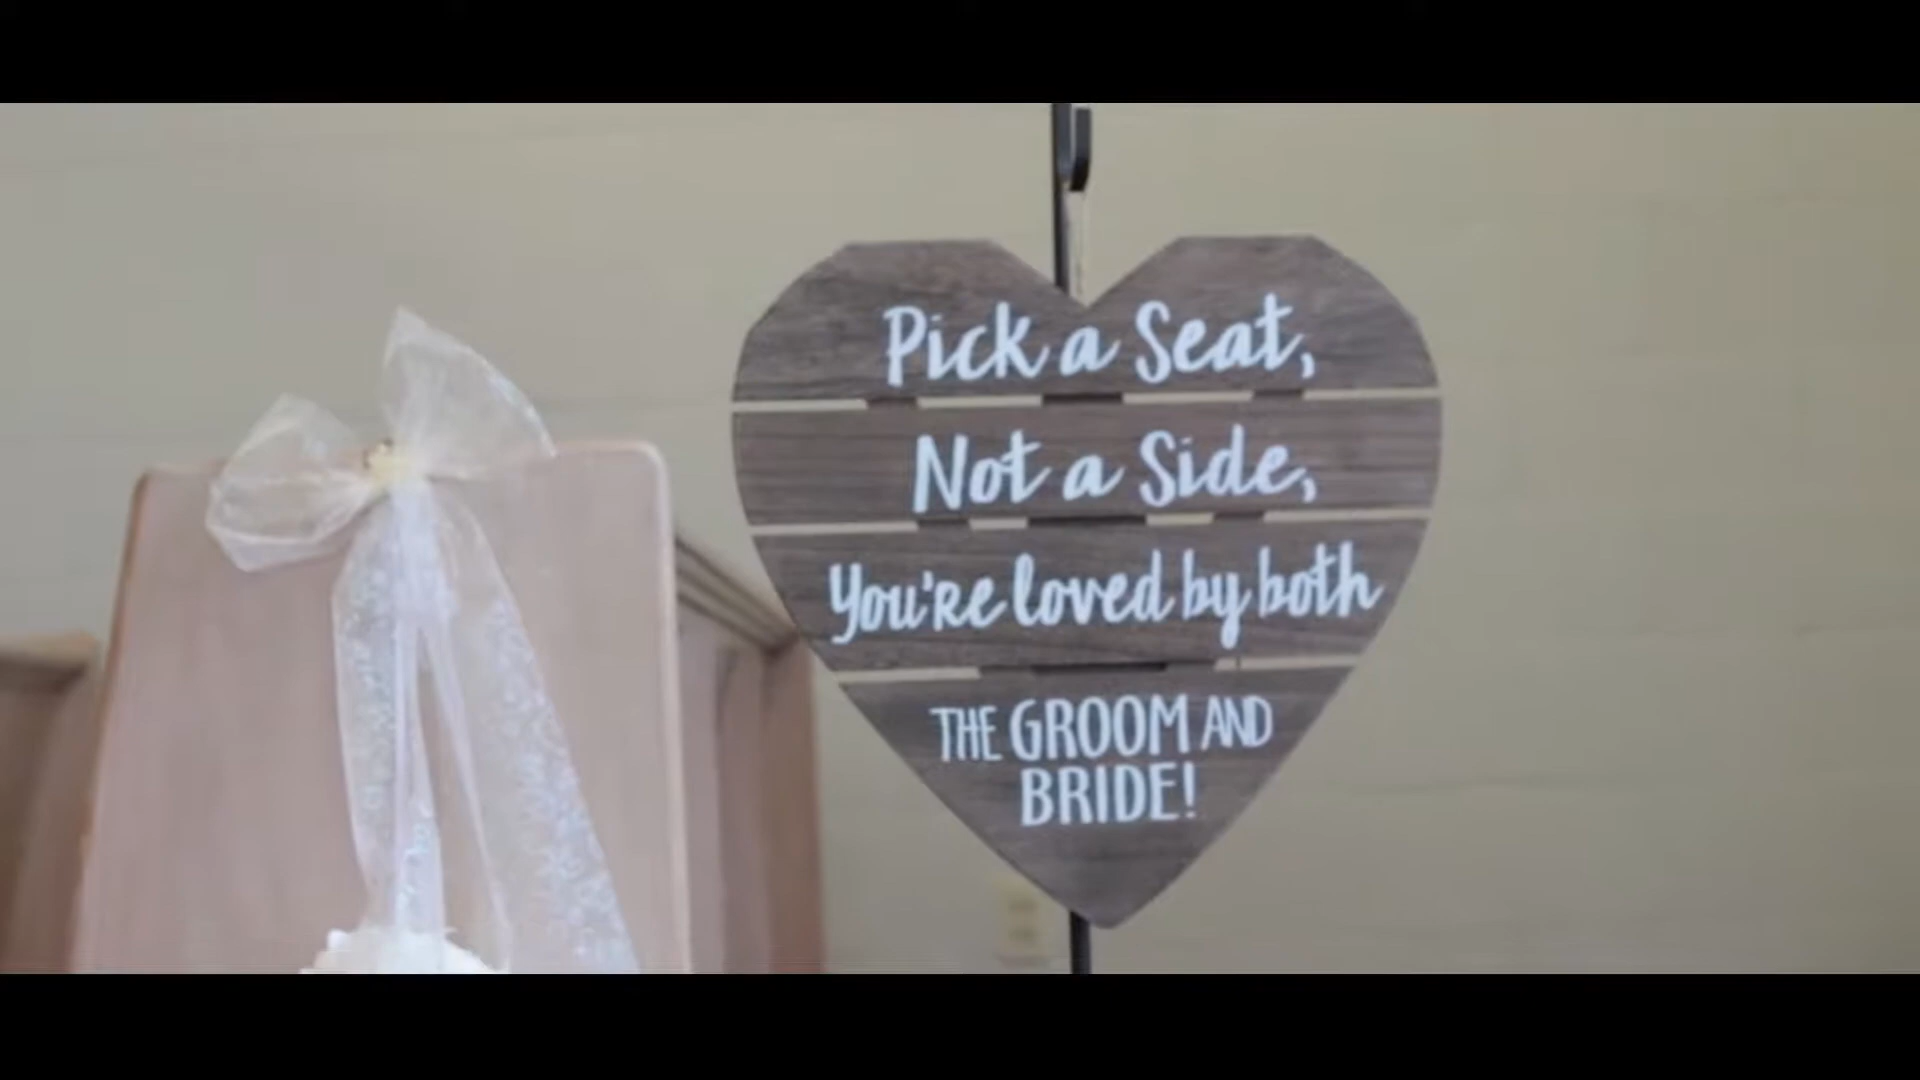 Pick a Seat,
Not a Side,
You're loved by both
THE GROOM AND
BRIDE!